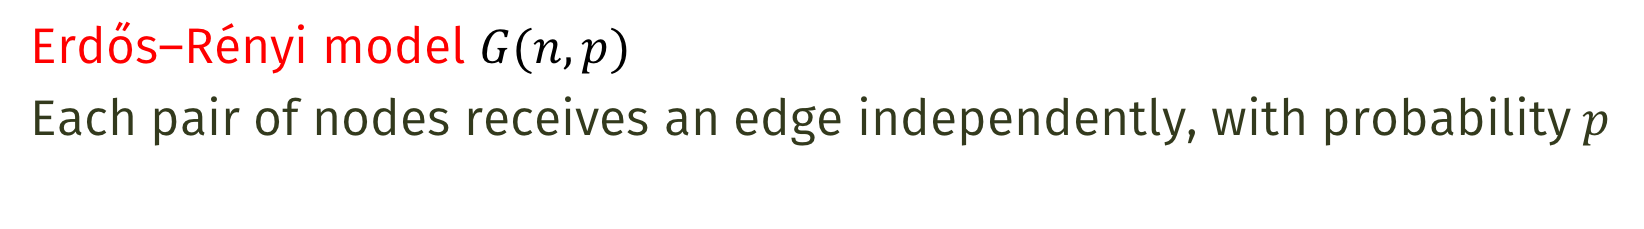 Erdős–Rényi model G(n,p)
Each pair of nodes receives an edge independently, with probability p